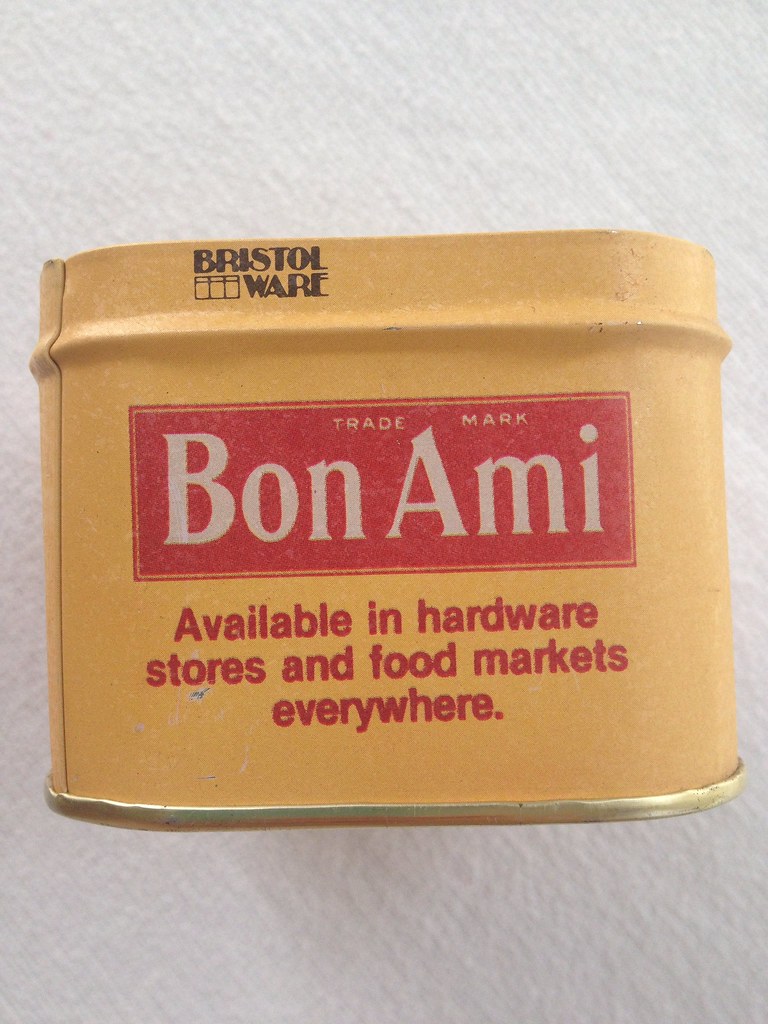 BRISTOL
WARE
TRADE MARK
Bon Ami
Available in hardware
stores and food markets
everywhere.